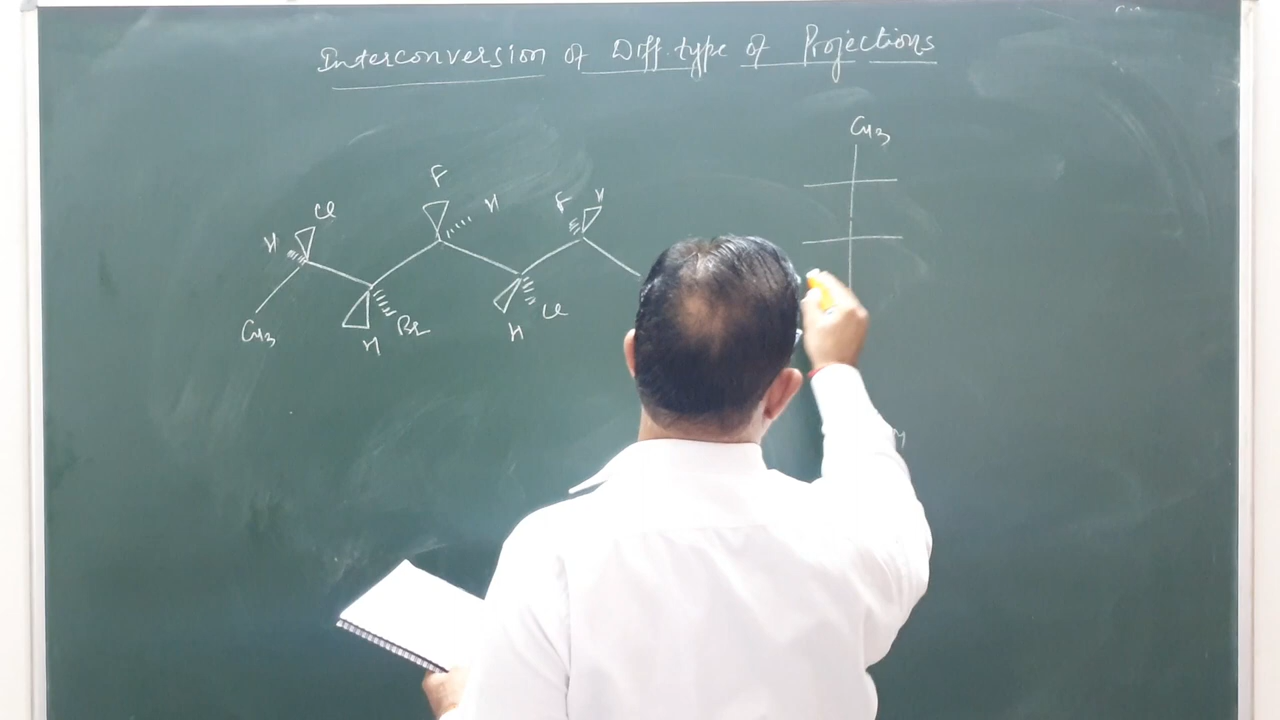 Interconversion of Diff. type of Projections
CH3
F
H
Cl
H
F
H
Br
H
Cl
H
CH3